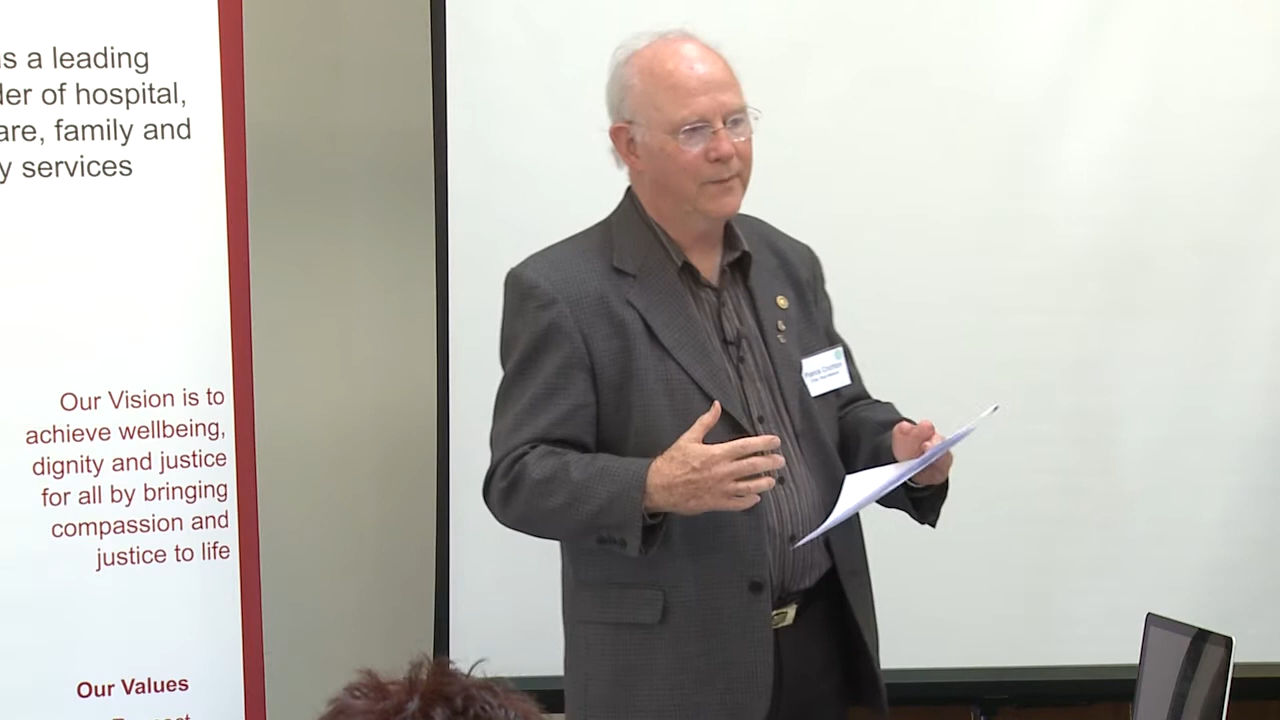 s a leading
der of hospital,
are, family and
y services
Our Vision is to
achieve wellbeing,
dignity and justice
for all by bringing
compassion and
justice to life
Our Values